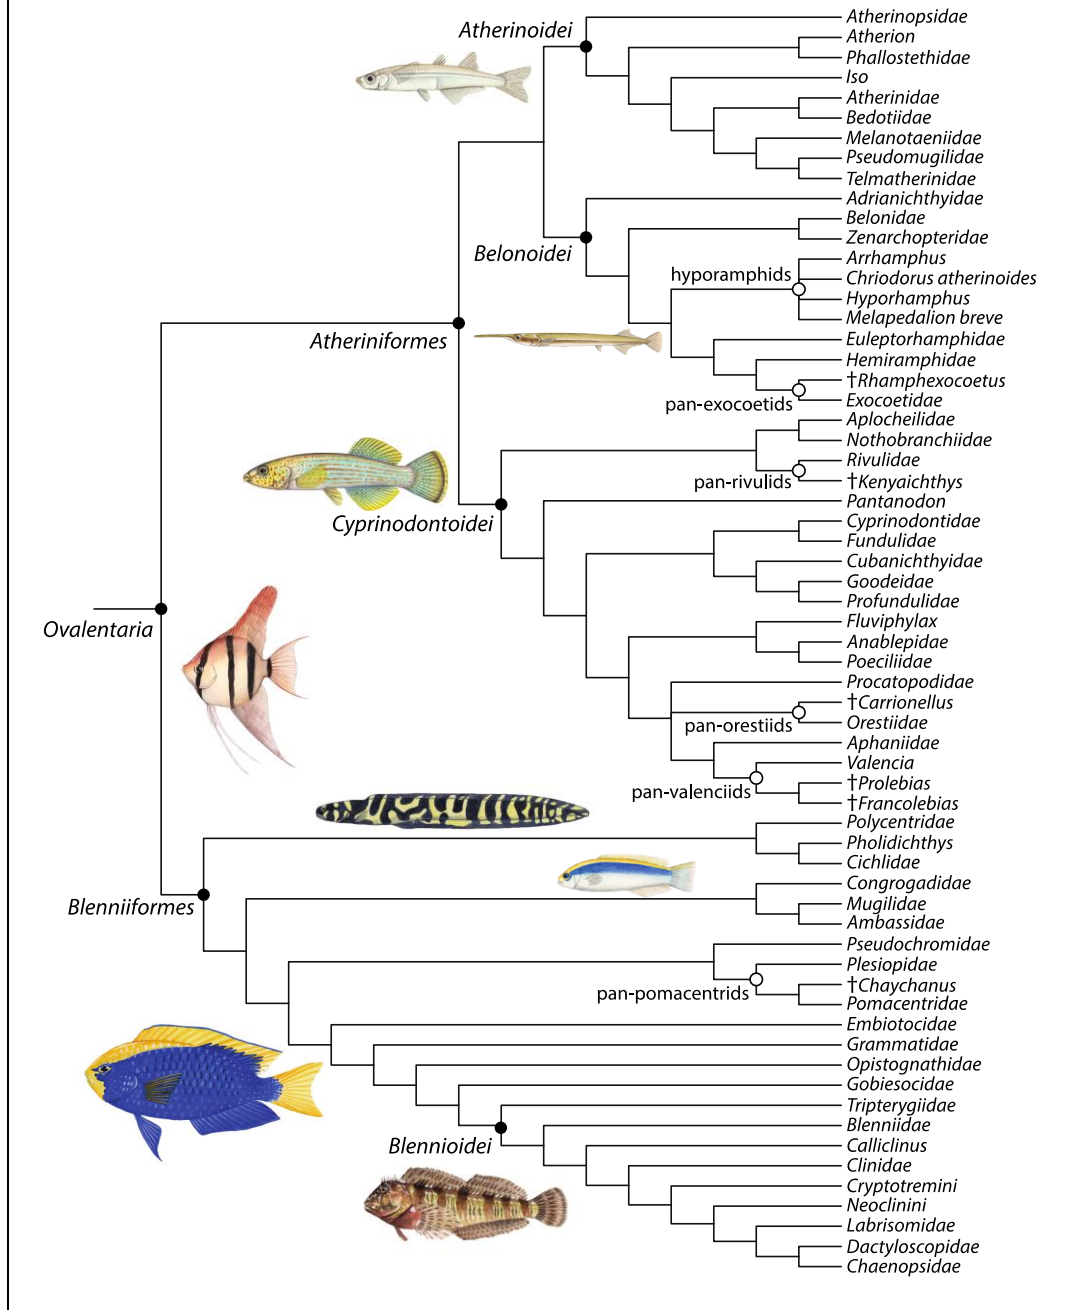 Atherinopsidae
Atherinoidei
Atherion
Phallostethidae
Iso
Atherinidae
Bedotiidae
Melanotaeniidae
Pseudomugilidae
Telmatherinidae
Adrianichthyidae
Belonidae
Zenarchopteridae
Belonoidei
Arrhamphus
hyporamphids
Chriodorus atherinoides
Hyporhamphus
Melapedalion breve
Atheriniformes
Euleptorhamphidae
Hemiramphidae
†Rhamphexocoetus
Exocoetidae
pan-exocoetids
Aplocheilidae
Nothobranchiidae
Rivulidae
pan-rivulids
†Kenyaichthys
Pantanodon
Cyprinodontidae
Cyprinodontoidei
Fundulidae
Cubanichthyidae
Goodeidae
Profundulidae
Fluviphylax
Ovalentaria
Anablepidae
Poeciliidae
Procatopodidae
†Carrionellus
Orestiidae
pan-orestiids
Aphaniidae
Valencia
†Prolebias
pan-valenciids
†Francolebias
Polycentridae
Pholidichthys
Cichlidae
Congrogadidae
Mugilidae
Blenniiformes
Ambassidae
Pseudochromidae
Plesiopidae
†Chaychanus
pan-pomacentrids
Pomacentridae
Embiotocidae
Grammatidae
Opistognathidae
Gobiesocidae
Tripterygiidae
Blenniidae
Blennioidei
Calliclinus
Clinidae
Cryptotremini
Neoclinini
Labrisomidae
Dactyloscopidae
Chaenopsidae